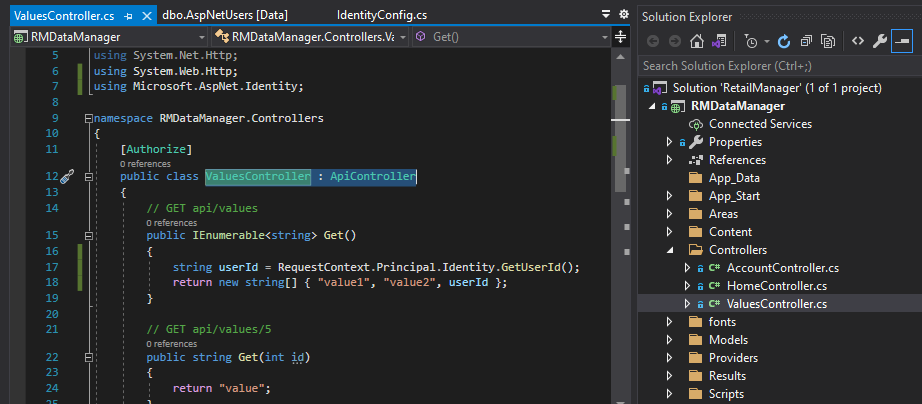 ValuesController.cs
dbo.AspNetUsers [Data]
IdentityConfig.cs
RMDataManager
RMDataManager.Controllers.Va
Get()
5 using System.Net.Http;
6 using System.Web.Http;
7 using Microsoft.AspNet.Identity;
8
9 namespace RMDataManager.Controllers
10 {
11 [Authorize]
0 references
12 public class ValuesController : ApiController
13 {
14 // GET api/values
0 references
15 public IEnumerable<string> Get()
16 {
17 string userId = RequestContext.Principal.Identity.GetUserId();
18 return new string[] { "value1", "value2", userId };
19 }
20
21 // GET api/values/5
0 references
22 public string Get(int id)
23 {
24 return "value";
Solution Explorer
Search Solution Explorer (Ctrl+;)
Solution 'RetailManager' (1 of 1 project)
RMDataManager
Connected Services
Properties
References
App_Data
App_Start
Areas
Content
Controllers
C# AccountController.cs
C# HomeController.cs
C# ValuesController.cs
fonts
Models
Providers
Results
Scripts